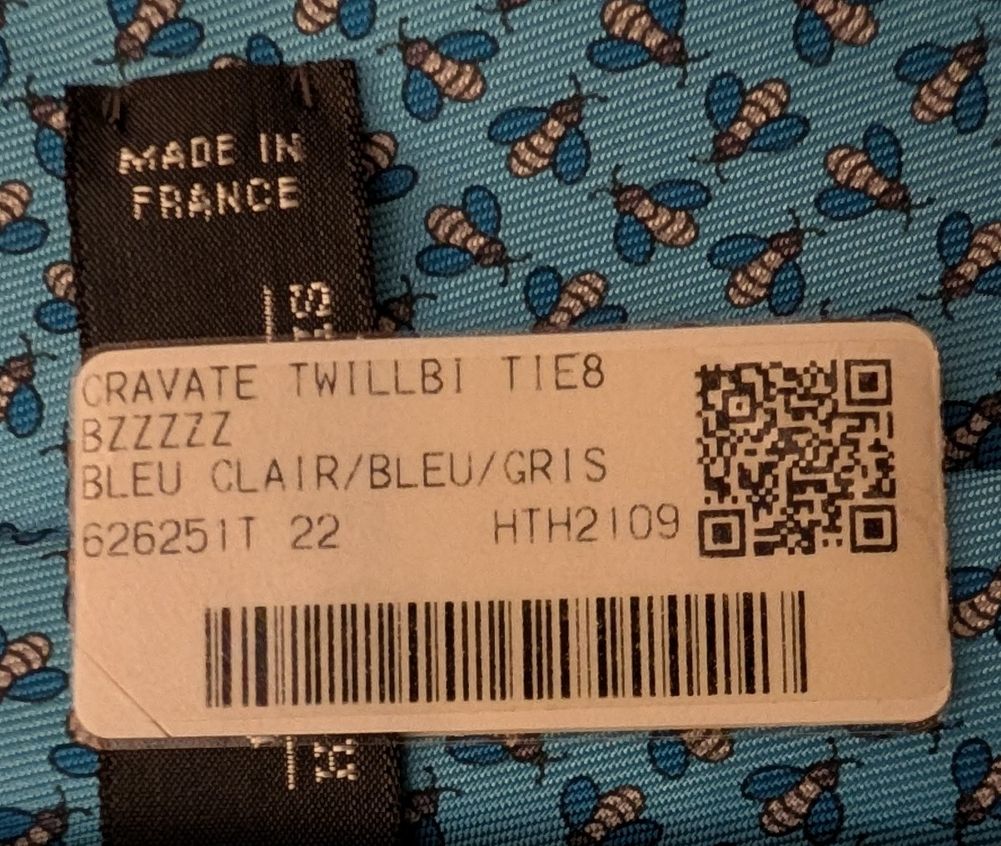 MADE IN
FRANCE
CRAVATE TWILLBI TIE8
BZZZZZ
BLEU CLAIR/BLEU/GRIS
626251T 22 HTH2109